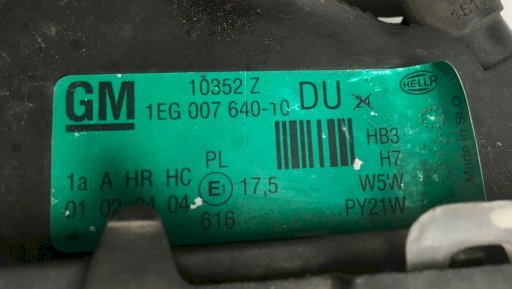 GM
10352 Z
1EG 007 640-10
DU 24
HELLA
HB3
H7
W5W
PY21W
PL
1a A HR HC
E1 17,5
01 02 04 04
616
Made in SLO